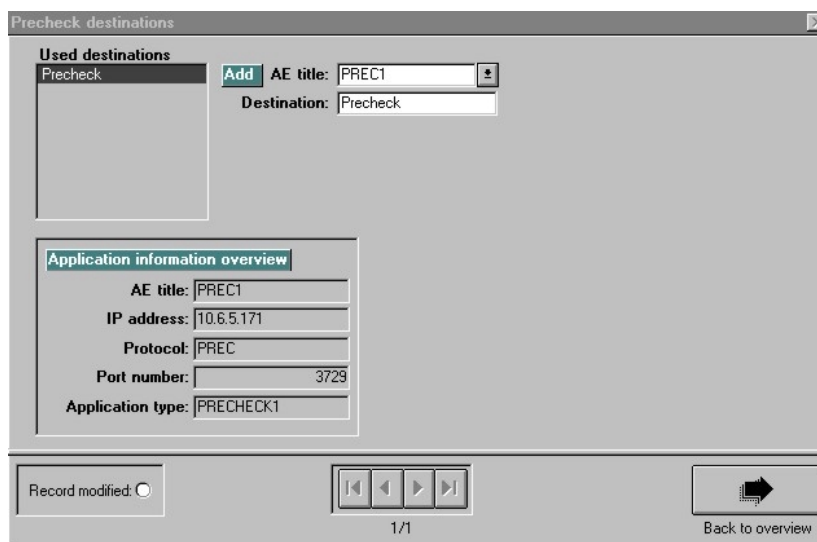 Precheck destinations
Used destinations
Precheck
Add AE title: PREC1
Destination: Precheck
Application information overview
AE title: PREC1
IP address: 10.6.5.171
Protocol: PREC
Port number: 3729
Application type: PRECHECK1
Record modified:
1/1
Back to overview